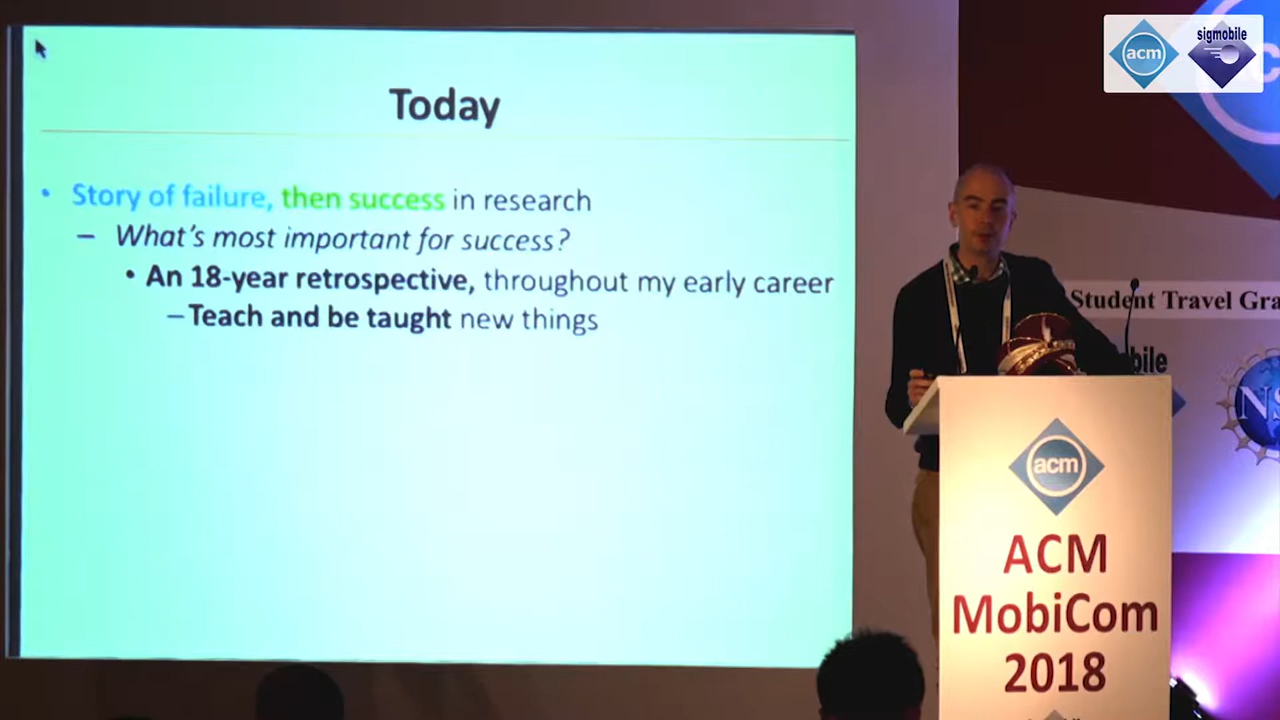 Today
• Story of failure, then success in research
– What's most important for success?
• An 18-year retrospective, throughout my early career
– Teach and be taught new things
acm
sigmobile
Student Travel Gra
bile
NS
acm
ACM
MobiCom
2018